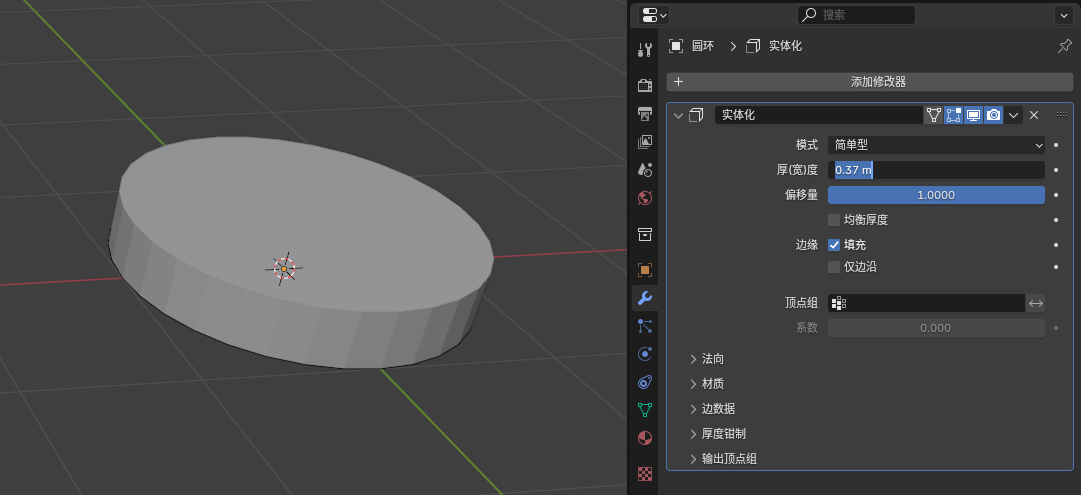 搜索
圆环 实体化
添加修改器
实体化
模式 简单型
厚(宽)度 0.37 m
偏移量 1.0000
均衡厚度
边缘 填充
仅边沿
顶点组
系数 0.000
法向
材质
边数据
厚度钳制
输出顶点组